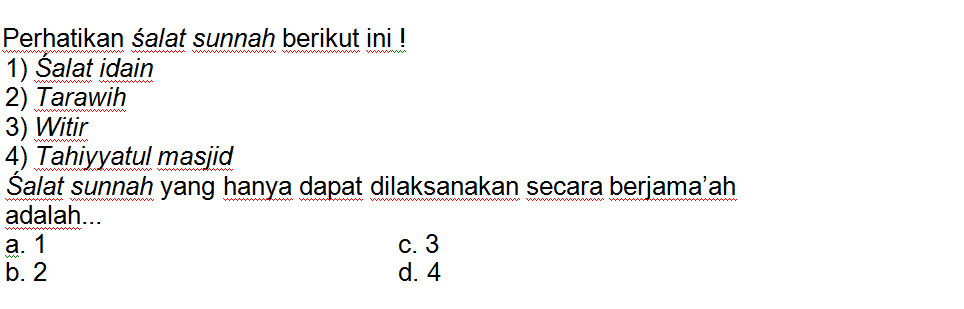 Perhatikan śalat sunnah berikut ini !
1) Śalat idain
2) Tarawih
3) Witir
4) Tahiyyatul masjid
Śalat sunnah yang hanya dapat dilaksanakan secara berjama’ah
adalah...
a. 1 c. 3
b. 2 d. 4